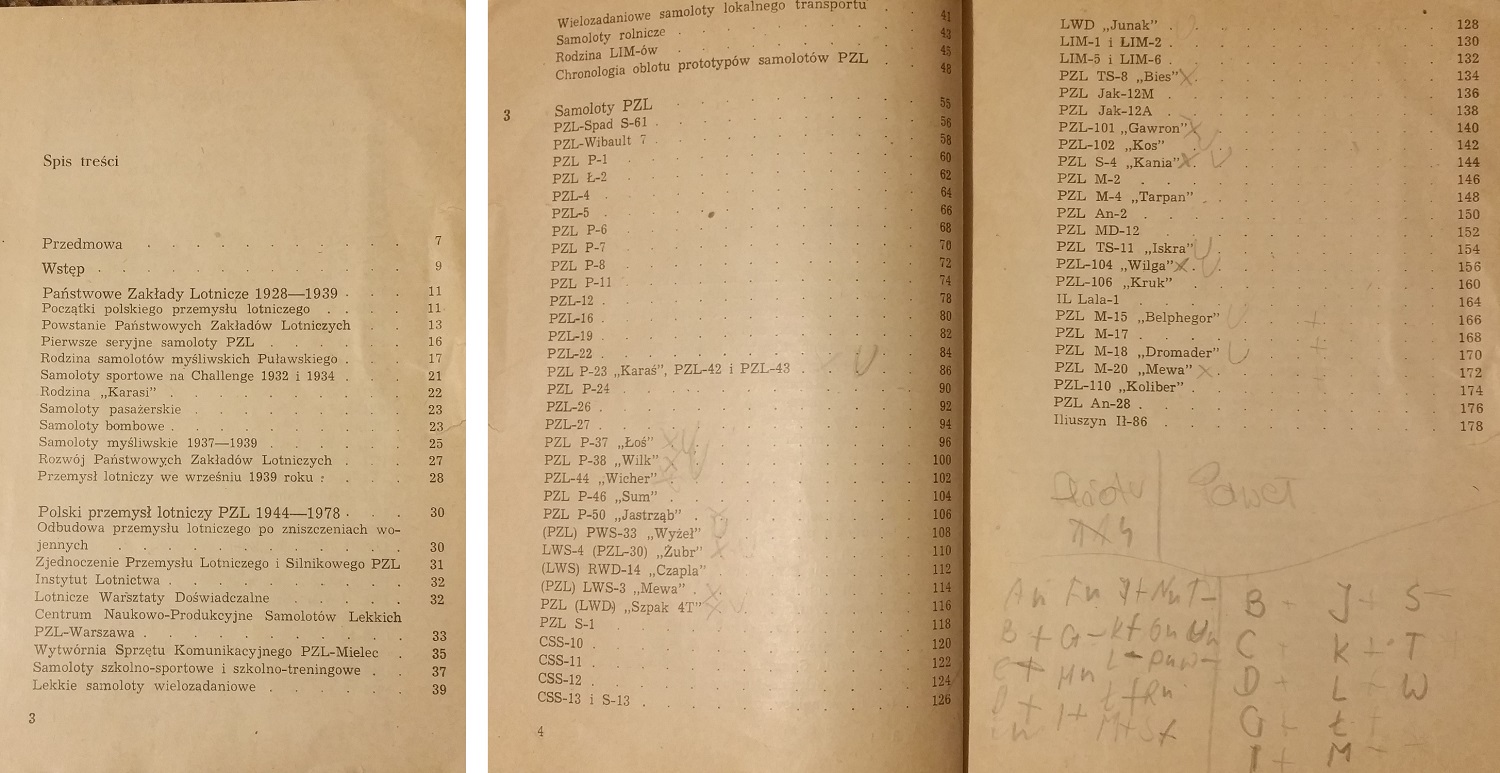 Spis treści
Przedmowa . . . . . . . . . . . 7
Wstęp . . . . . . . . . . . . 9
Państwowe Zakłady Lotnicze 1928—1939 . . . 11
Początki polskiego przemysłu lotniczego . . . . 11
Powstanie Państwowych Zakładów Lotniczych . . 13
Pierwsze seryjne samoloty PZL . . . . . 16
Rodzina samolotów myśliwskich Puławskiego . . . 17
Samoloty sportowe na Challenge 1932 i 1934 . . . 21
Rodzina „Karasi” . . . . . . . . . 22
Samoloty pasażerskie . . . . . . . . 23
Samoloty bombowe . . . . . . . . . 23
Samoloty myśliwskie 1937—1939 . . . . . 25
Rozwój Państwowych Zakładów Lotniczych . . . 27
Przemysł lotniczy we wrześniu 1939 roku . . . . 28
Polski przemysł lotniczy PZL 1944—1978 . . . 30
Odbudowa przemysłu lotniczego po zniszczeniach wo-
jennych . . . . . . . . . . . 30
Zjednoczenie Przemysłu Lotniczego i Silnikowego PZL 31
Instytut Lotnictwa . . . . . . . . . 32
Lotnicze Warsztaty Doświadczalne . . . . . 32
Centrum Naukowo-Produkcyjne Samolotów Lekkich
PZL-Warszawa . . . . . . . . . . 33
Wytwórnia Sprzętu Komunikacyjnego PZL-Mielec . 35
Samoloty szkolno-sportowe i szkolno-treningowe . . 37
Lekkie samoloty wielozadaniowe . . . . . . 39
3
Wielozadaniowe samoloty lokalnego transportu . . 41
Samoloty rolnicze . . . . . . . . . 43
Rodzina LIM-ów . . . . . . . . . 45
Chronologia oblotu prototypów samolotów PZL . . 48
3 Samoloty PZL . . . . . . . . . 55
PZL-Spad S-61 . . . . . . . . . 56
PZL-Wibault 7 . . . . . . . . . 58
PZL P-1 . . . . . . . . . . 60
PZL Ł-2 . . . . . . . . . . 62
PZL-4 . . . . . . . . . . . 64
PZL-5 . . . . . . . . . . . 66
PZL P-6 . . . . . . . . . . 68
PZL P-7 . . . . . . . . . . 70
PZL P-8 . . . . . . . . . . 72
PZL P-11 . . . . . . . . . . 74
PZL-12 . . . . . . . . . . . 78
PZL-16 . . . . . . . . . . . 80
PZL-19 . . . . . . . . . . . 82
PZL-22 . . . . . . . . . . . 84
PZL P-23 „Karaś”, PZL-42 i PZL-43 . . . . 86
PZL P-24 . . . . . . . . . . 90
PZL-26 . . . . . . . . . . . 92
PZL-27 . . . . . . . . . . . 94
PZL P-37 „Łoś” . . . . . . . . 96
PZL P-38 „Wilk” . . . . . . . . 100
PZL-44 „Wicher” . . . . . . . . 102
PZL P-46 „Sum” . . . . . . . . 104
PZL P-50 „Jastrząb” . . . . . . . 106
(PZL) PWS-33 „Wyżeł” . . . . . . . 108
LWS-4 (PZL-30) „Żubr” . . . . . . . 110
(LWS) RWD-14 „Czapla” . . . . . . . 112
(PZL) LWS-3 „Mewa” . . . . . . . 114
PZL (LWD) „Szpak 4T” . . . . . . . 116
PZL S-1 . . . . . . . . . . 118
CSS-10 . . . . . . . . . . . 120
CSS-11 . . . . . . . . . . . 122
CSS-12 . . . . . . . . . . . 124
CSS-13 i S-13 . . . . . . . . . 126
4
LWD „Junak” . . . . . . . . . 128
LIM-1 i LIM-2 . . . . . . . . . 130
LIM-5 i LIM-6 . . . . . . . . . 132
PZL TS-8 „Bies” . . . . . . . . 134
PZL Jak-12M . . . . . . . . . 136
PZL Jak-12A . . . . . . . . . 138
PZL-101 „Gawron” . . . . . . . . 140
PZL-102 „Kos” . . . . . . . . . 142
PZL S-4 „Kania” . . . . . . . . 144
PZL M-2 . . . . . . . . . . 146
PZL M-4 „Tarpan” . . . . . . . . 148
PZL An-2 . . . . . . . . . . 150
PZL MD-12 . . . . . . . . . . 152
PZL TS-11 „Iskra” . . . . . . . . 154
PZL-104 „Wilga” . . . . . . . . 156
PZL-106 „Kruk” . . . . . . . . 160
IL Lala-1 . . . . . . . . . . 164
PZL M-15 „Belphegor” . . . . . . . 166
PZL M-17 . . . . . . . . . . 168
PZL M-18 „Dromader” . . . . . . . 170
PZL M-20 „Mewa” . . . . . . . . 172
PZL-110 „Koliber” . . . . . . . . 174
PZL An-28 . . . . . . . . . . 176
Iliuszyn Ił-86 . . . . . . . . . 178
Paweł
B + J + S —
C + K + T
D — L + W
G — Ł +
I + M —